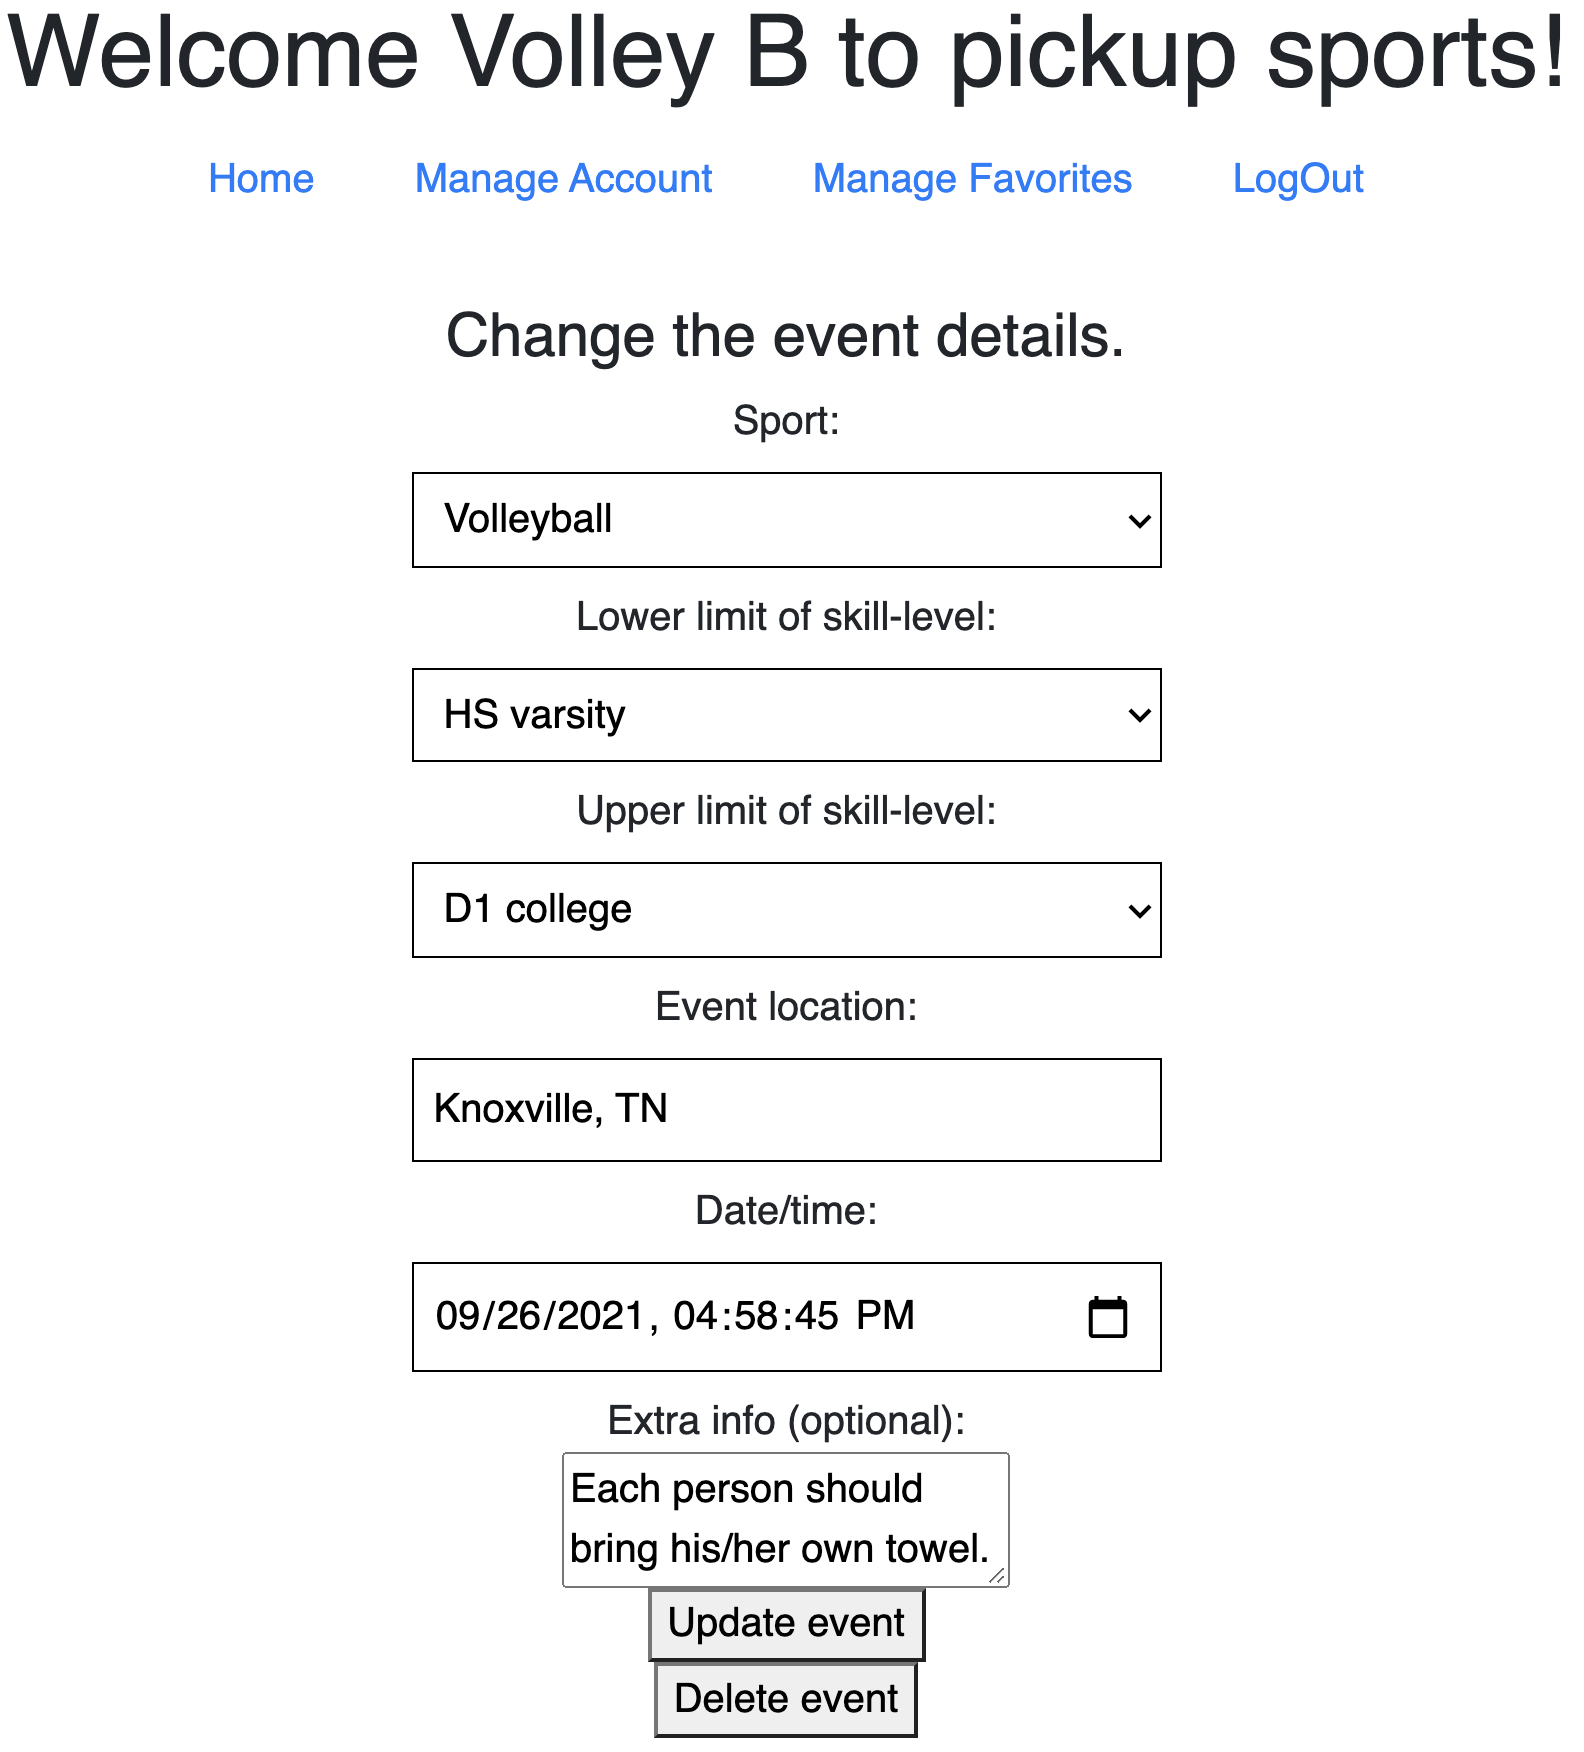 Welcome Volley B to pickup sports!
Home Manage Account Manage Favorites LogOut
Change the event details.
Sport:
Volleyball
Lower limit of skill-level:
HS varsity
Upper limit of skill-level:
D1 college
Event location:
Knoxville, TN
Date/time:
09/26/2021, 04:58:45 PM
Extra info (optional):
Each person should
bring his/her own towel.
Update event
Delete event